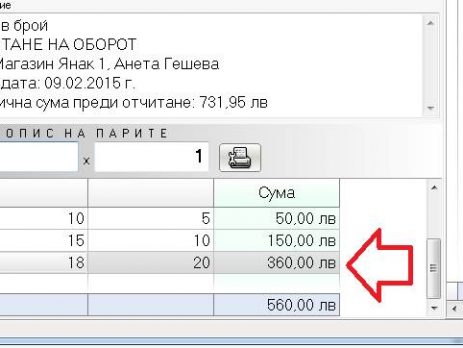 ие
в брой
ТАНЕ НА ОБОРОТ
Магазин Янак 1, Анета Гешева
дата: 09.02.2015 г.
ична сума преди отчитане: 731,95 лв
ОПИС НА ПАРИТЕ
x 1
Сума
10 5 50,00 лв
15 10 150,00 лв
18 20 360,00 лв
560,00 лв